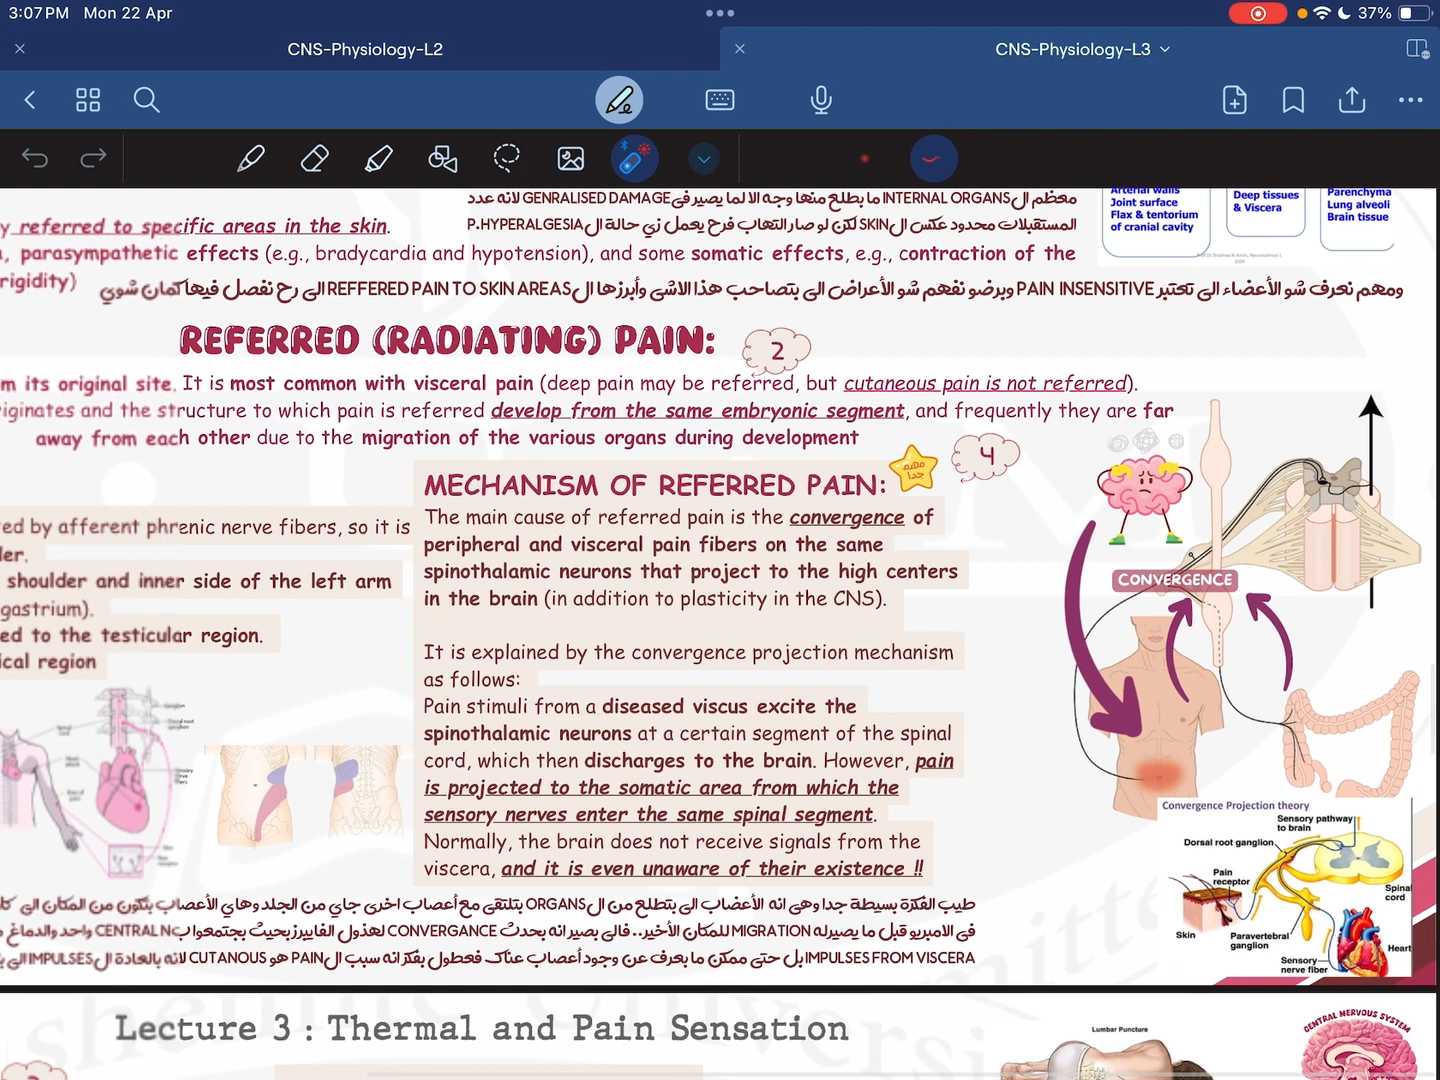 3:07 PM Mon 22 Apr
37%
CNS-Physiology-L2
CNS-Physiology-L3
معظم ال INTERNAL ORGANS ما بطلع منها وجه الا لما يصير في GENRALISED DAMAGE لانه عدد
المستقبلات محدود عكس ال SKIN لكن لو صار التهاب فرح يعمل زي حالة ال P.HYPERALGESIA
y referred to specific areas in the skin.
, parasympathetic effects (e.g., bradycardia and hypotension), and some somatic effects, e.g., contraction of the
rigidity)
ومهم نعرف شو الأعضاء الي تعتبر PAIN INSENSITIVE وبرضو نفهم شو الأعراض الي بتصاحب هذا الاشي وأبرزها ال REFFERED PAIN TO SKIN AREAS الي رح نفصل فيها كمان شوي
Arterial walls
Joint surface
Flax & tentorium
of cranial cavity
Deep tissues
& Viscera
Parenchyma
Lung alveoli
Brain tissue
REFERRED (RADIATING) PAIN:
2
m its original site. It is most common with visceral pain (deep pain may be referred, but cutaneous pain is not referred).
iginates and the structure to which pain is referred develop from the same embryonic segment, and frequently they are far
away from each other due to the migration of the various organs during development
مهم
جدا
4
MECHANISM OF REFERRED PAIN:
The main cause of referred pain is the convergence of
peripheral and visceral pain fibers on the same
spinothalamic neurons that project to the high centers
in the brain (in addition to plasticity in the CNS).
It is explained by the convergence projection mechanism
as follows:
Pain stimuli from a diseased viscus excite the
spinothalamic neurons at a certain segment of the spinal
cord, which then discharges to the brain. However, pain
is projected to the somatic area from which the
sensory nerves enter the same spinal segment.
Normally, the brain does not receive signals from the
viscera, and it is even unaware of their existence !!
ed by afferent phrenic nerve fibers, so it is
der.
shoulder and inner side of the left arm
gastrium).
ed to the testicular region.
ical region
CONVERGENCE
Convergence Projection theory
Sensory pathway
to brain
Dorsal root ganglion
Pain
receptor
Spinal
cord
Skin
Paravertebral
ganglion
Heart
Sensory
nerve fiber
طيب الفكرة بسيطة جدا وهي انه الأعضاب الي بتطلع من ال ORGANS بتلتقي مع أعصاب اخرى جاي من الجلد وهاي الأعصاب بتكون من المكان الي
في الامبريو قبل ما يصيرله MIGRATION للمكان الأخير.. فالي بصير انه بحدث CONVERGANCE لهذول الفايبرز بحيث بجتمعوا ب CENTRAL N واحد والدماغ
IMPULSES FROM VISCERA بل حتى ممكن ما بعرف عن وجود أعصاب عناك فعطول بفكر انه سبب ال PAIN هو CUTANOUS لانه بالعادة ال IMPULSES
Lecture 3 : Thermal and Pain Sensation
Lumbar Puncture
CENTRAL NERVOUS SYSTEM